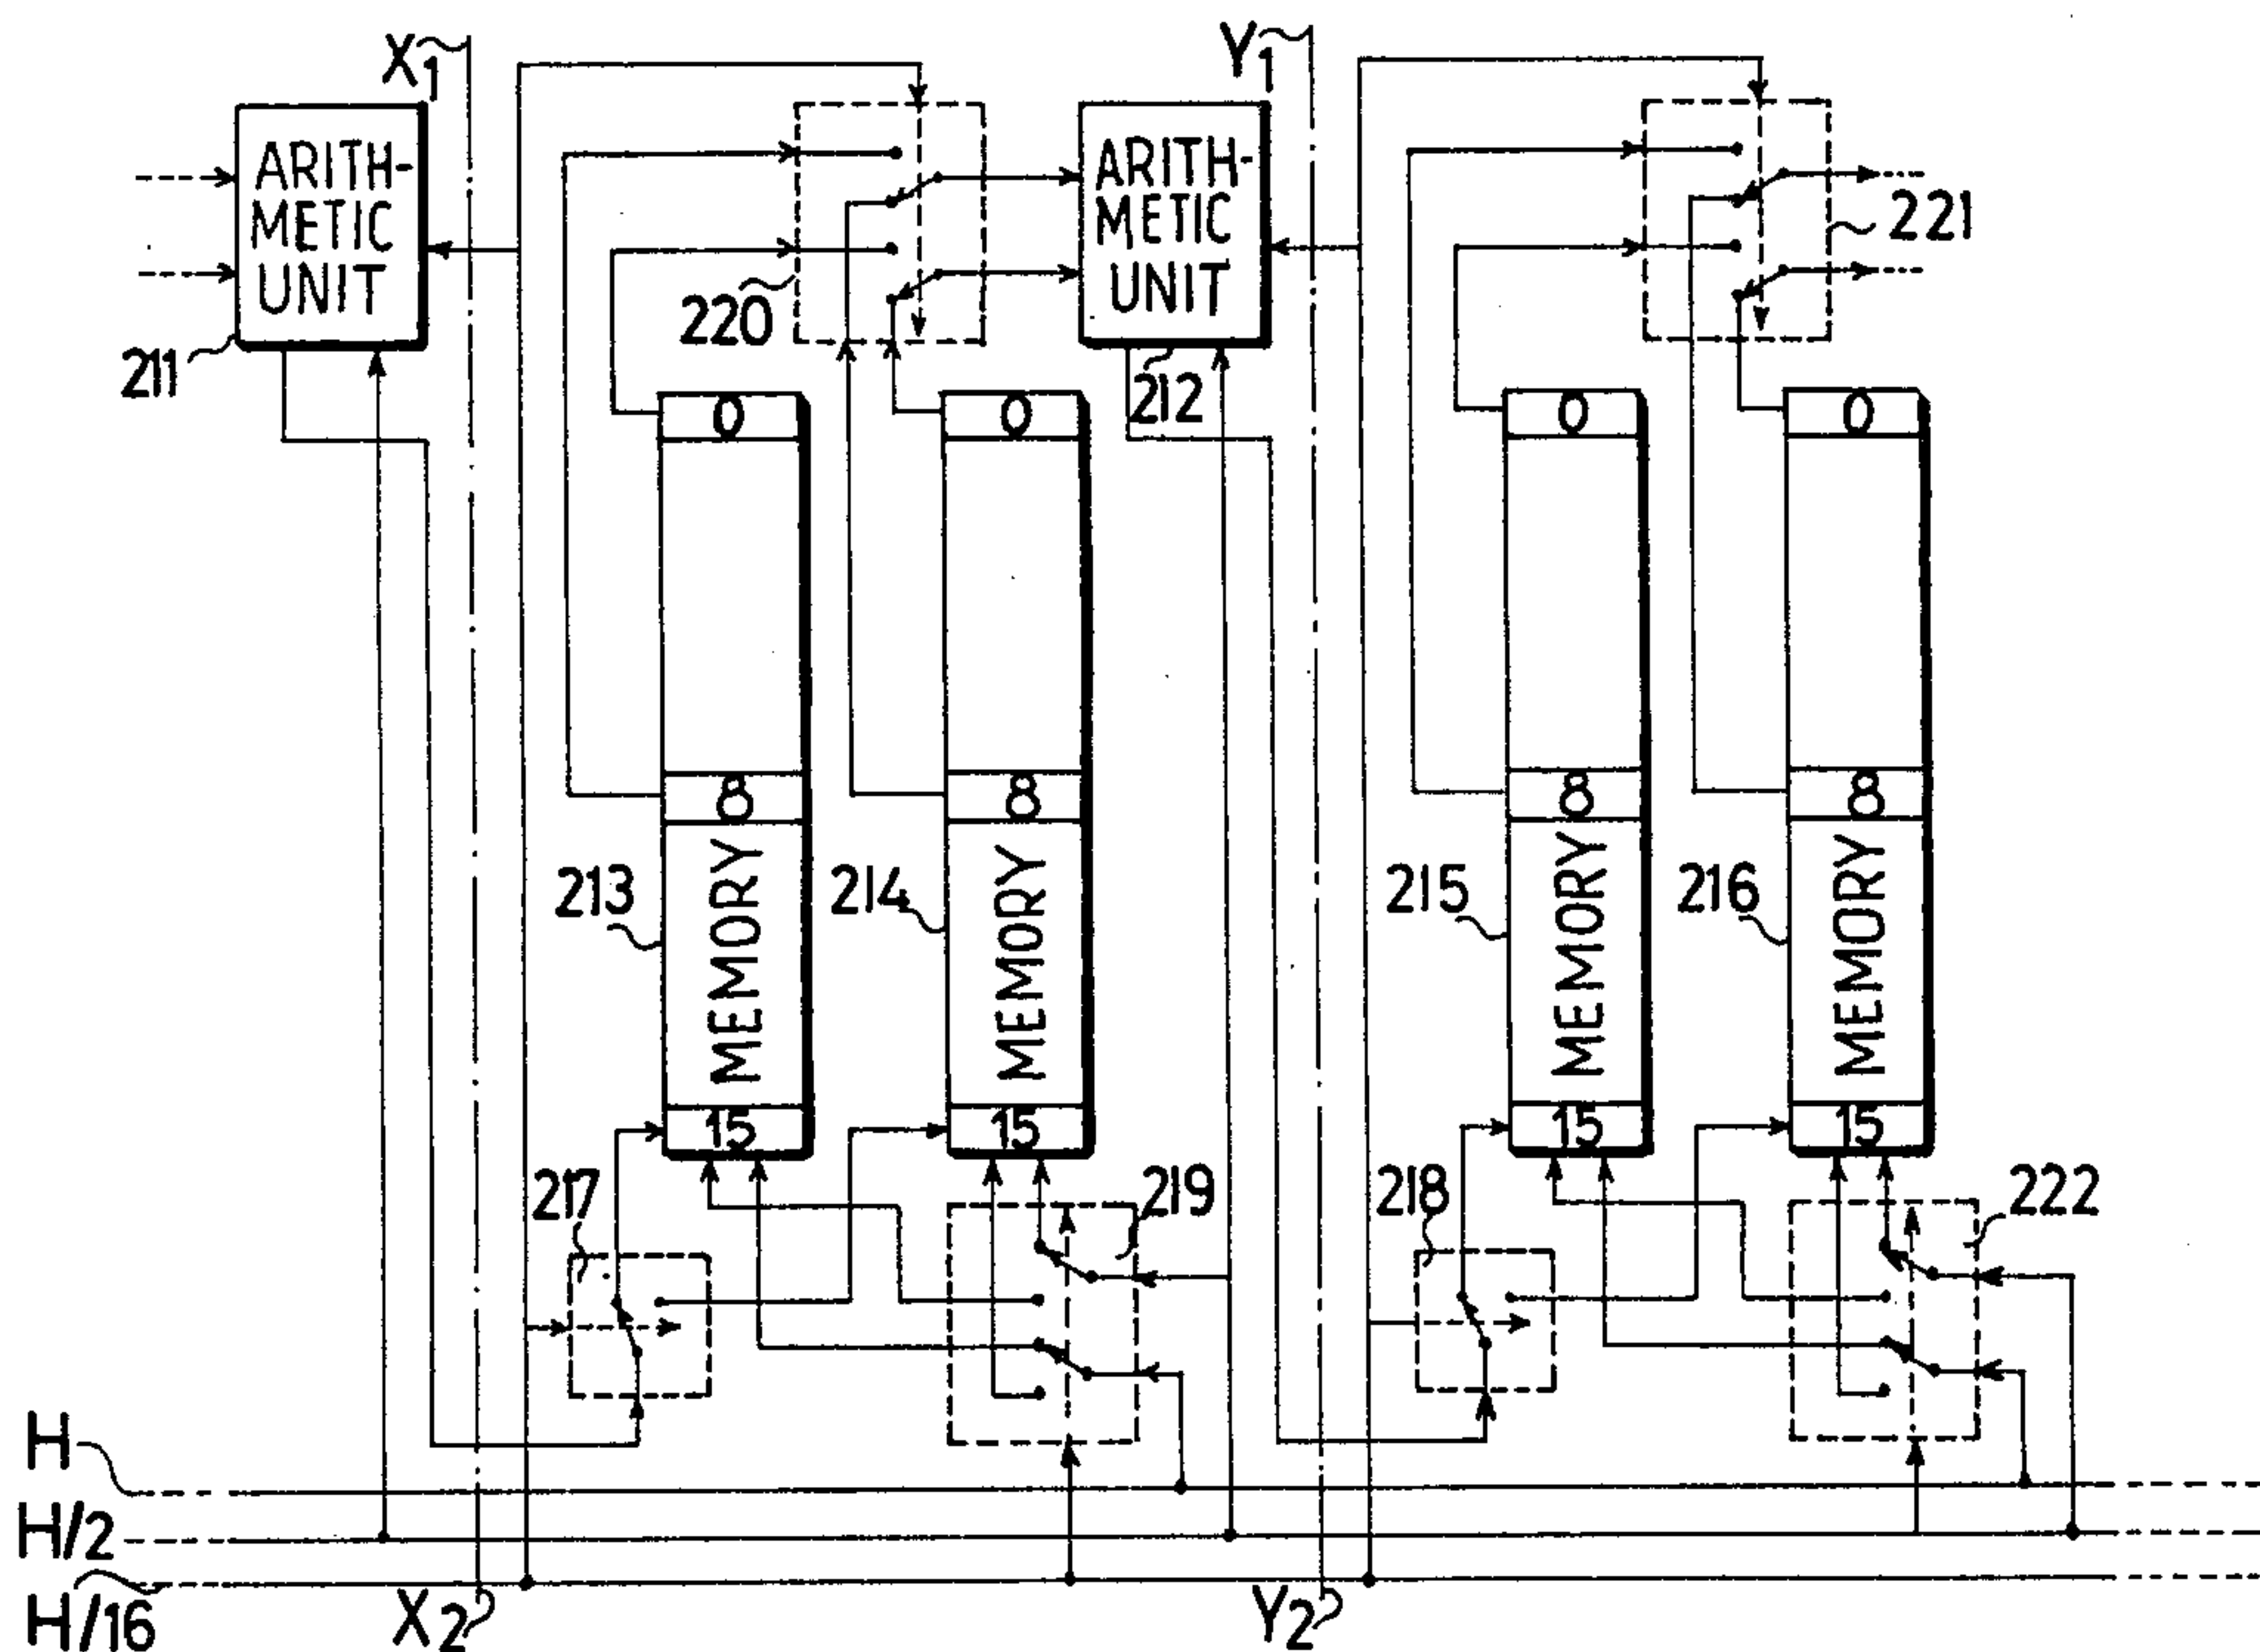 X1
Y1
ARITH-
METIC
UNIT
ARITH-
METIC
UNIT
221
220
211
212
0
0
0
0
8
8
8
8
213
MEMORY
214
MEMORY
215
MEMORY
216
MEMORY
15
15
15
15
217
219
218
222
H
H/2
H/16
X2
Y2